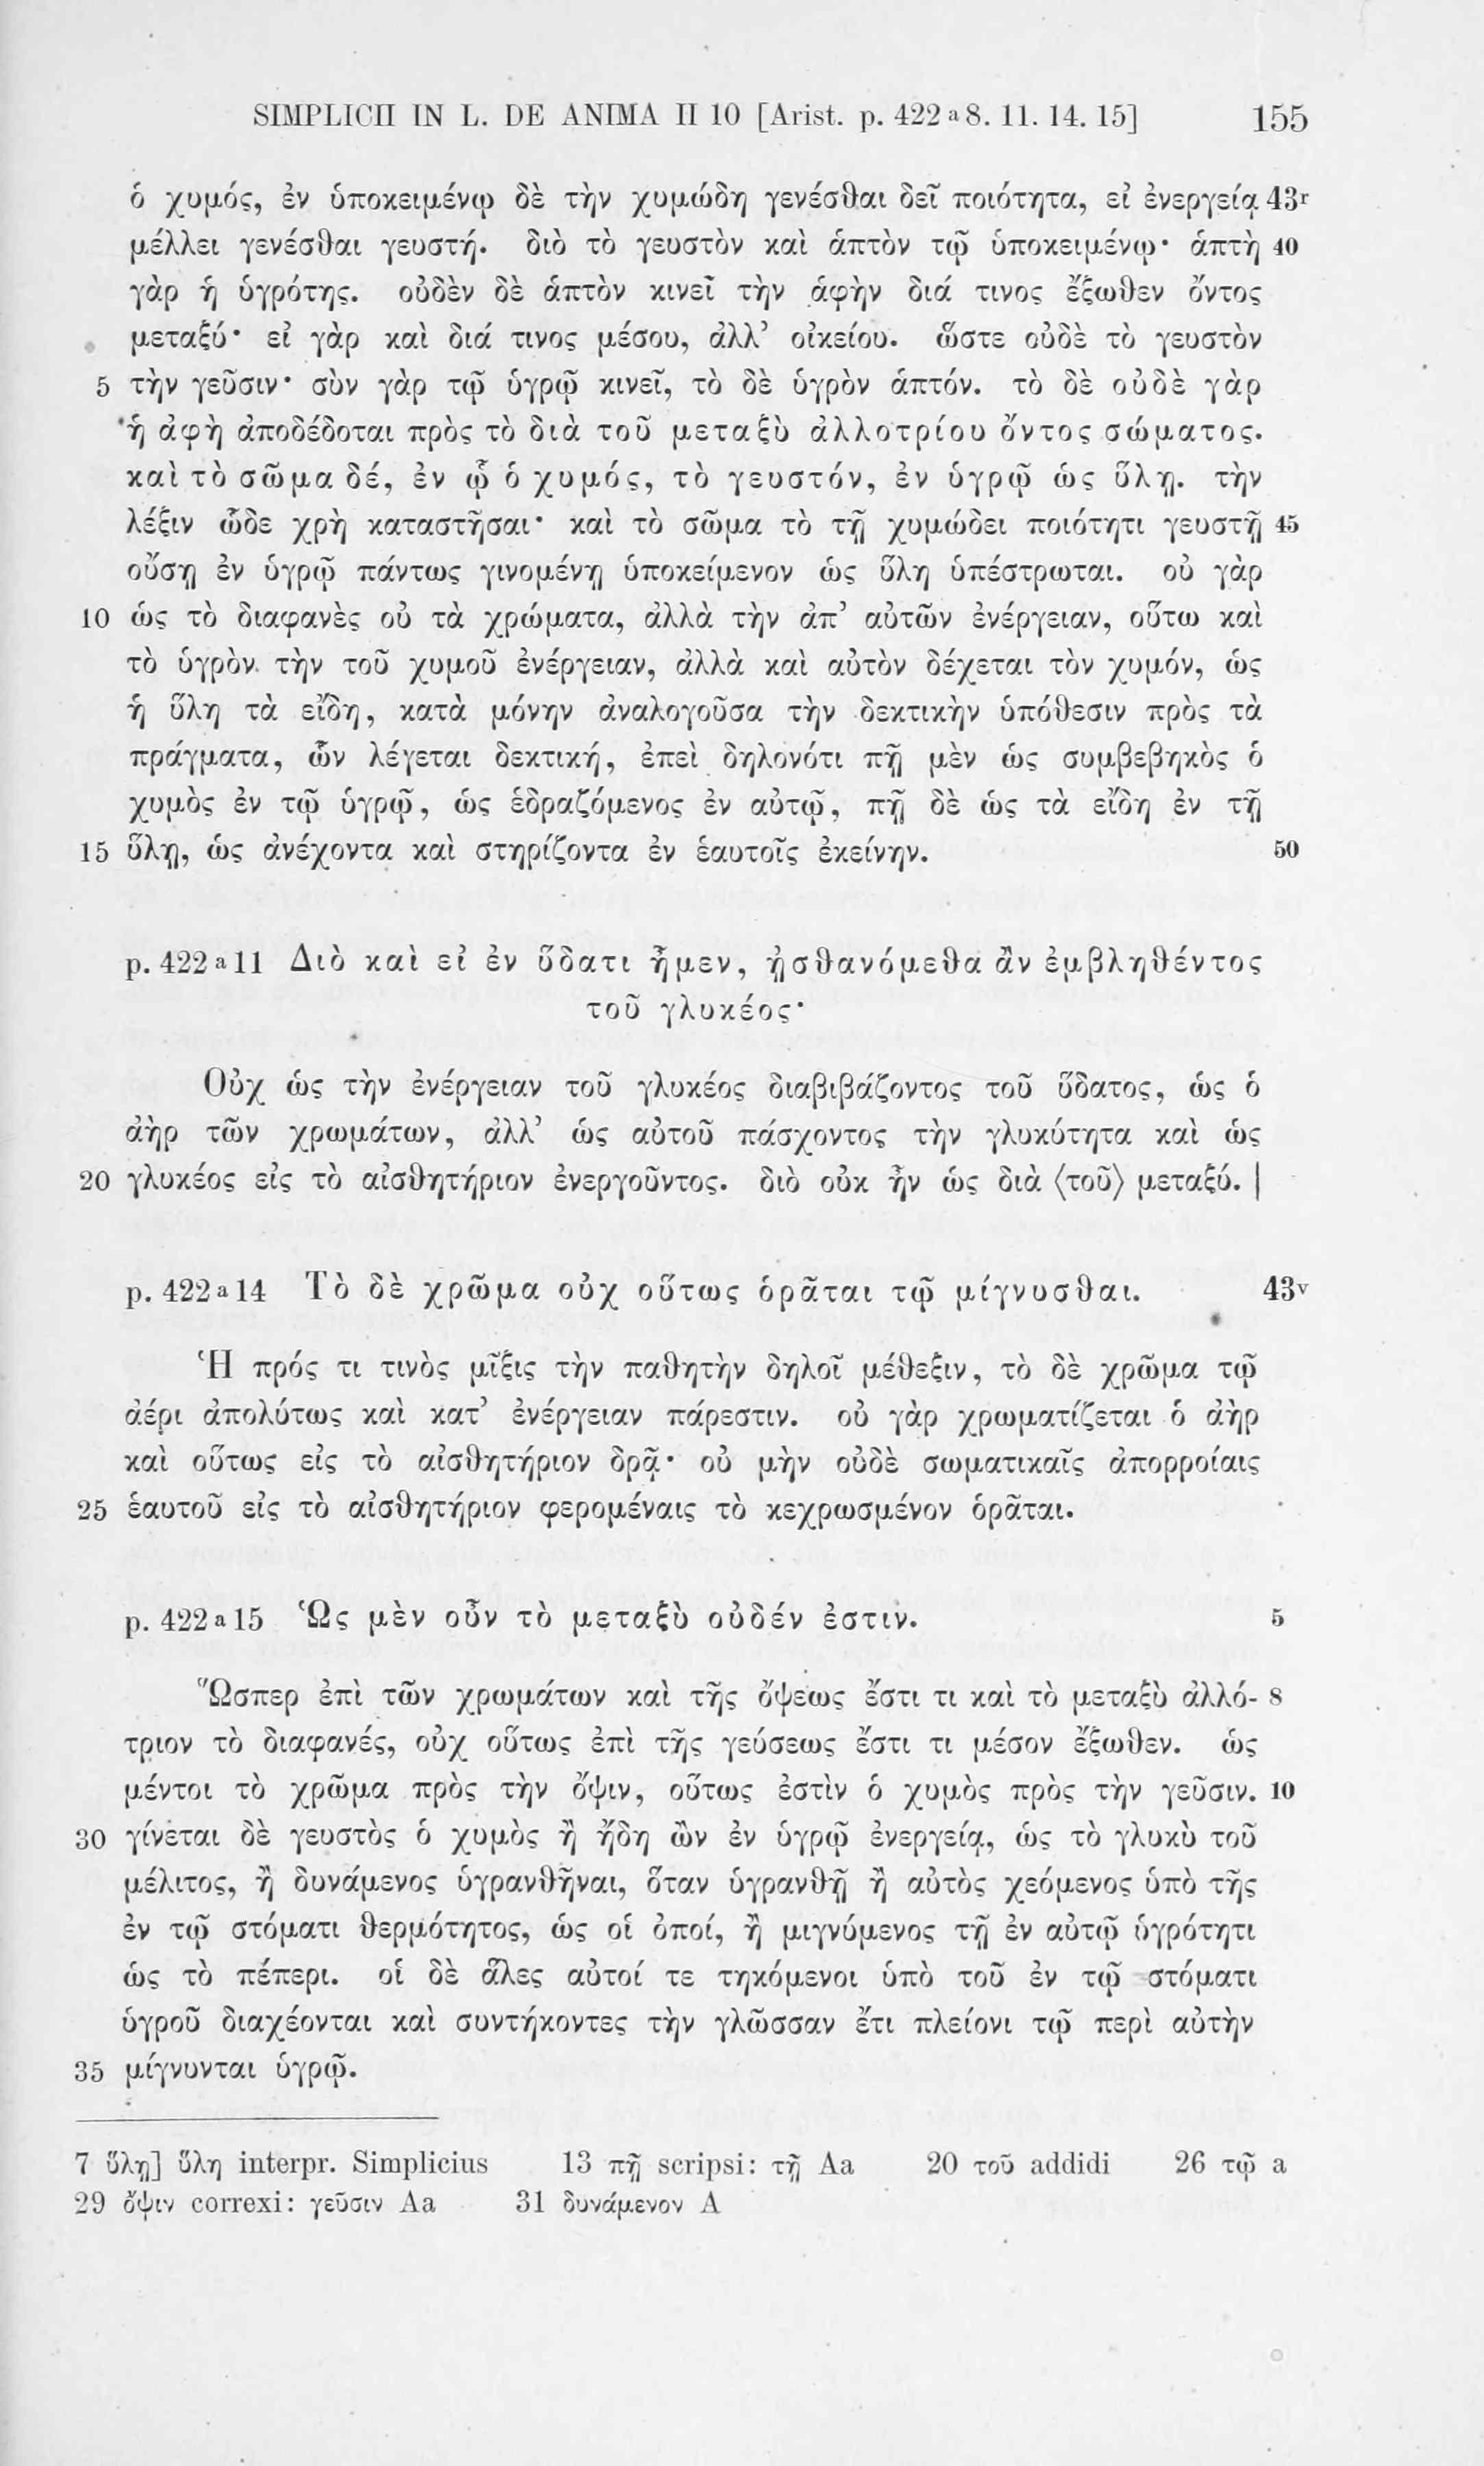 SIMPLICII IN L. DE ANIMA II 10 [Arist. p. 422 a 8. 11. 14. 15] 155
ὁ χυμός, ἐν ὑποκειμένῳ δὲ τὴν χυμώδη γενέσθαι δεῖ ποιότητα, εἰ ἐνεργείᾳ 43r
μέλλει γενέσθαι γευστή. διὸ τὸ γευστὸν καὶ ἁπτὸν τῷ ὑποκειμένῳ· ἁπτὴ 40
γὰρ ἡ ὑγρότης. οὐδὲν δὲ ἁπτὸν κινεῖ τὴν ἁφὴν διά τινος ἔξωθεν ὄντος
μεταξύ· εἰ γὰρ καὶ διά τινος μέσου, ἀλλ’ οἰκείου. ὥστε οὐδὲ τὸ γευστὸν
5 τὴν γεῦσιν· σὺν γὰρ τῷ ὑγρῷ κινεῖ, τὸ δὲ ὑγρὸν ἁπτόν. τὸ δὲ οὐδὲ γὰρ
ἡ ἁφὴ ἀποδέδοται πρὸς τὸ διὰ τοῦ μεταξὺ ἀλλοτρίου ὄντος σώματος.
καὶ τὸ σῶμα δέ, ἐν ᾧ ὁ χυμός, τὸ γευστόν, ἐν ὑγρῷ ὡς ὕλῃ. τὴν
λέξιν ὧδε χρὴ καταστῆσαι· καὶ τὸ σῶμα τὸ τῇ χυμώδει ποιότητι γευστῇ 45
οὔσῃ ἐν ὑγρῷ πάντως γινομένῃ ὑποκείμενον ὡς ὕλη ὑπέστρωται. οὐ γὰρ
10 ὡς τὸ διαφανὲς οὐ τὰ χρώματα, ἀλλὰ τὴν ἀπ’ αὐτῶν ἐνέργειαν, οὕτω καὶ
τὸ ὑγρὸν τὴν τοῦ χυμοῦ ἐνέργειαν, ἀλλὰ καὶ αὐτὸν δέχεται τὸν χυμόν, ὡς
ἡ ὕλη τὰ εἴδη, κατὰ μόνην ἀναλογοῦσα τὴν δεκτικὴν ὑπόθεσιν πρὸς τὰ
πράγματα, ὧν λέγεται δεκτική, ἐπεὶ δηλονότι πῇ μὲν ὡς συμβεβηκὸς ὁ
χυμὸς ἐν τῷ ὑγρῷ, ὡς ἑδραζόμενος ἐν αὐτῷ, πῇ δὲ ὡς τὰ εἴδη ἐν τῇ
15 ὕλῃ, ὡς ἀνέχοντα καὶ στηρίζοντα ἐν ἑαυτοῖς ἐκείνην. 50
p. 422 a 11 Διὸ καὶ εἰ ἐν ὕδατι ἦμεν, ᾐσθανόμεθα ἂν ἐμβληθέντος
τοῦ γλυκέος·
Οὐχ ὡς τὴν ἐνέργειαν τοῦ γλυκέος διαβιβάζοντος τοῦ ὕδατος, ὡς ὁ
ἀὴρ τῶν χρωμάτων, ἀλλ’ ὡς αὐτοῦ πάσχοντος τὴν γλυκύτητα καὶ ὡς
20 γλυκέος εἰς τὸ αἰσθητήριον ἐνεργοῦντος. διὸ οὐκ ἦν ὡς διὰ ⟨τοῦ⟩ μεταξύ. |
p. 422 a 14 Τὸ δὲ χρῶμα οὐχ οὕτως ὁρᾶται τῷ μίγνυσθαι. 43v
Ἡ πρός τι τινὸς μῖξις τὴν παθητὴν δηλοῖ μέθεξιν, τὸ δὲ χρῶμα τῷ
ἀέρι ἀπολύτως καὶ κατ’ ἐνέργειαν πάρεστιν. οὐ γὰρ χρωματίζεται ὁ ἀὴρ
καὶ οὕτως εἰς τὸ αἰσθητήριον δρᾷ· οὐ μὴν οὐδὲ σωματικαῖς ἀπορροίαις
25 ἑαυτοῦ εἰς τὸ αἰσθητήριον φερομέναις τὸ κεχρωσμένον ὁρᾶται.
p. 422 a 15 Ὡς μὲν οὖν τὸ μεταξὺ οὐδέν ἐστιν. 5
Ὥσπερ ἐπὶ τῶν χρωμάτων καὶ τῆς ὄψεως ἔστι τι καὶ τὸ μεταξὺ ἀλλό- 8
τριον τὸ διαφανές, οὐχ οὕτως ἐπὶ τῆς γεύσεως ἔστι τι μέσον ἔξωθεν. ὡς
μέντοι τὸ χρῶμα πρὸς τὴν ὄψιν, οὕτως ἐστὶν ὁ χυμὸς πρὸς τὴν γεῦσιν. 10
30 γίνεται δὲ γευστὸς ὁ χυμὸς ἢ ἤδη ὢν ἐν ὑγρῷ ἐνεργείᾳ, ὡς τὸ γλυκὺ τοῦ
μέλιτος, ἢ δυνάμενος ὑγρανθῆναι, ὅταν ὑγρανθῇ ἢ αὐτὸς χεόμενος ὑπὸ τῆς
ἐν τῷ στόματι θερμότητος, ὡς οἱ ὀποί, ἢ μιγνύμενος τῇ ἐν αὐτῷ ὑγρότητι
ὡς τὸ πέπερι. οἱ δὲ ἅλες αὐτοί τε τηκόμενοι ὑπὸ τοῦ ἐν τῷ στόματι
ὑγροῦ διαχέονται καὶ συντήκοντες τὴν γλῶσσαν ἔτι πλείονι τῷ περὶ αὐτὴν
35 μίγνυνται ὑγρῷ.
7 ὕλῃ] ὕλη interpr. Simplicius 13 πῇ scripsi: τῇ Aa 20 τοῦ addidi 26 τῷ a
29 ὄψιν correxi: γεῦσιν Aa 31 δυνάμενον A